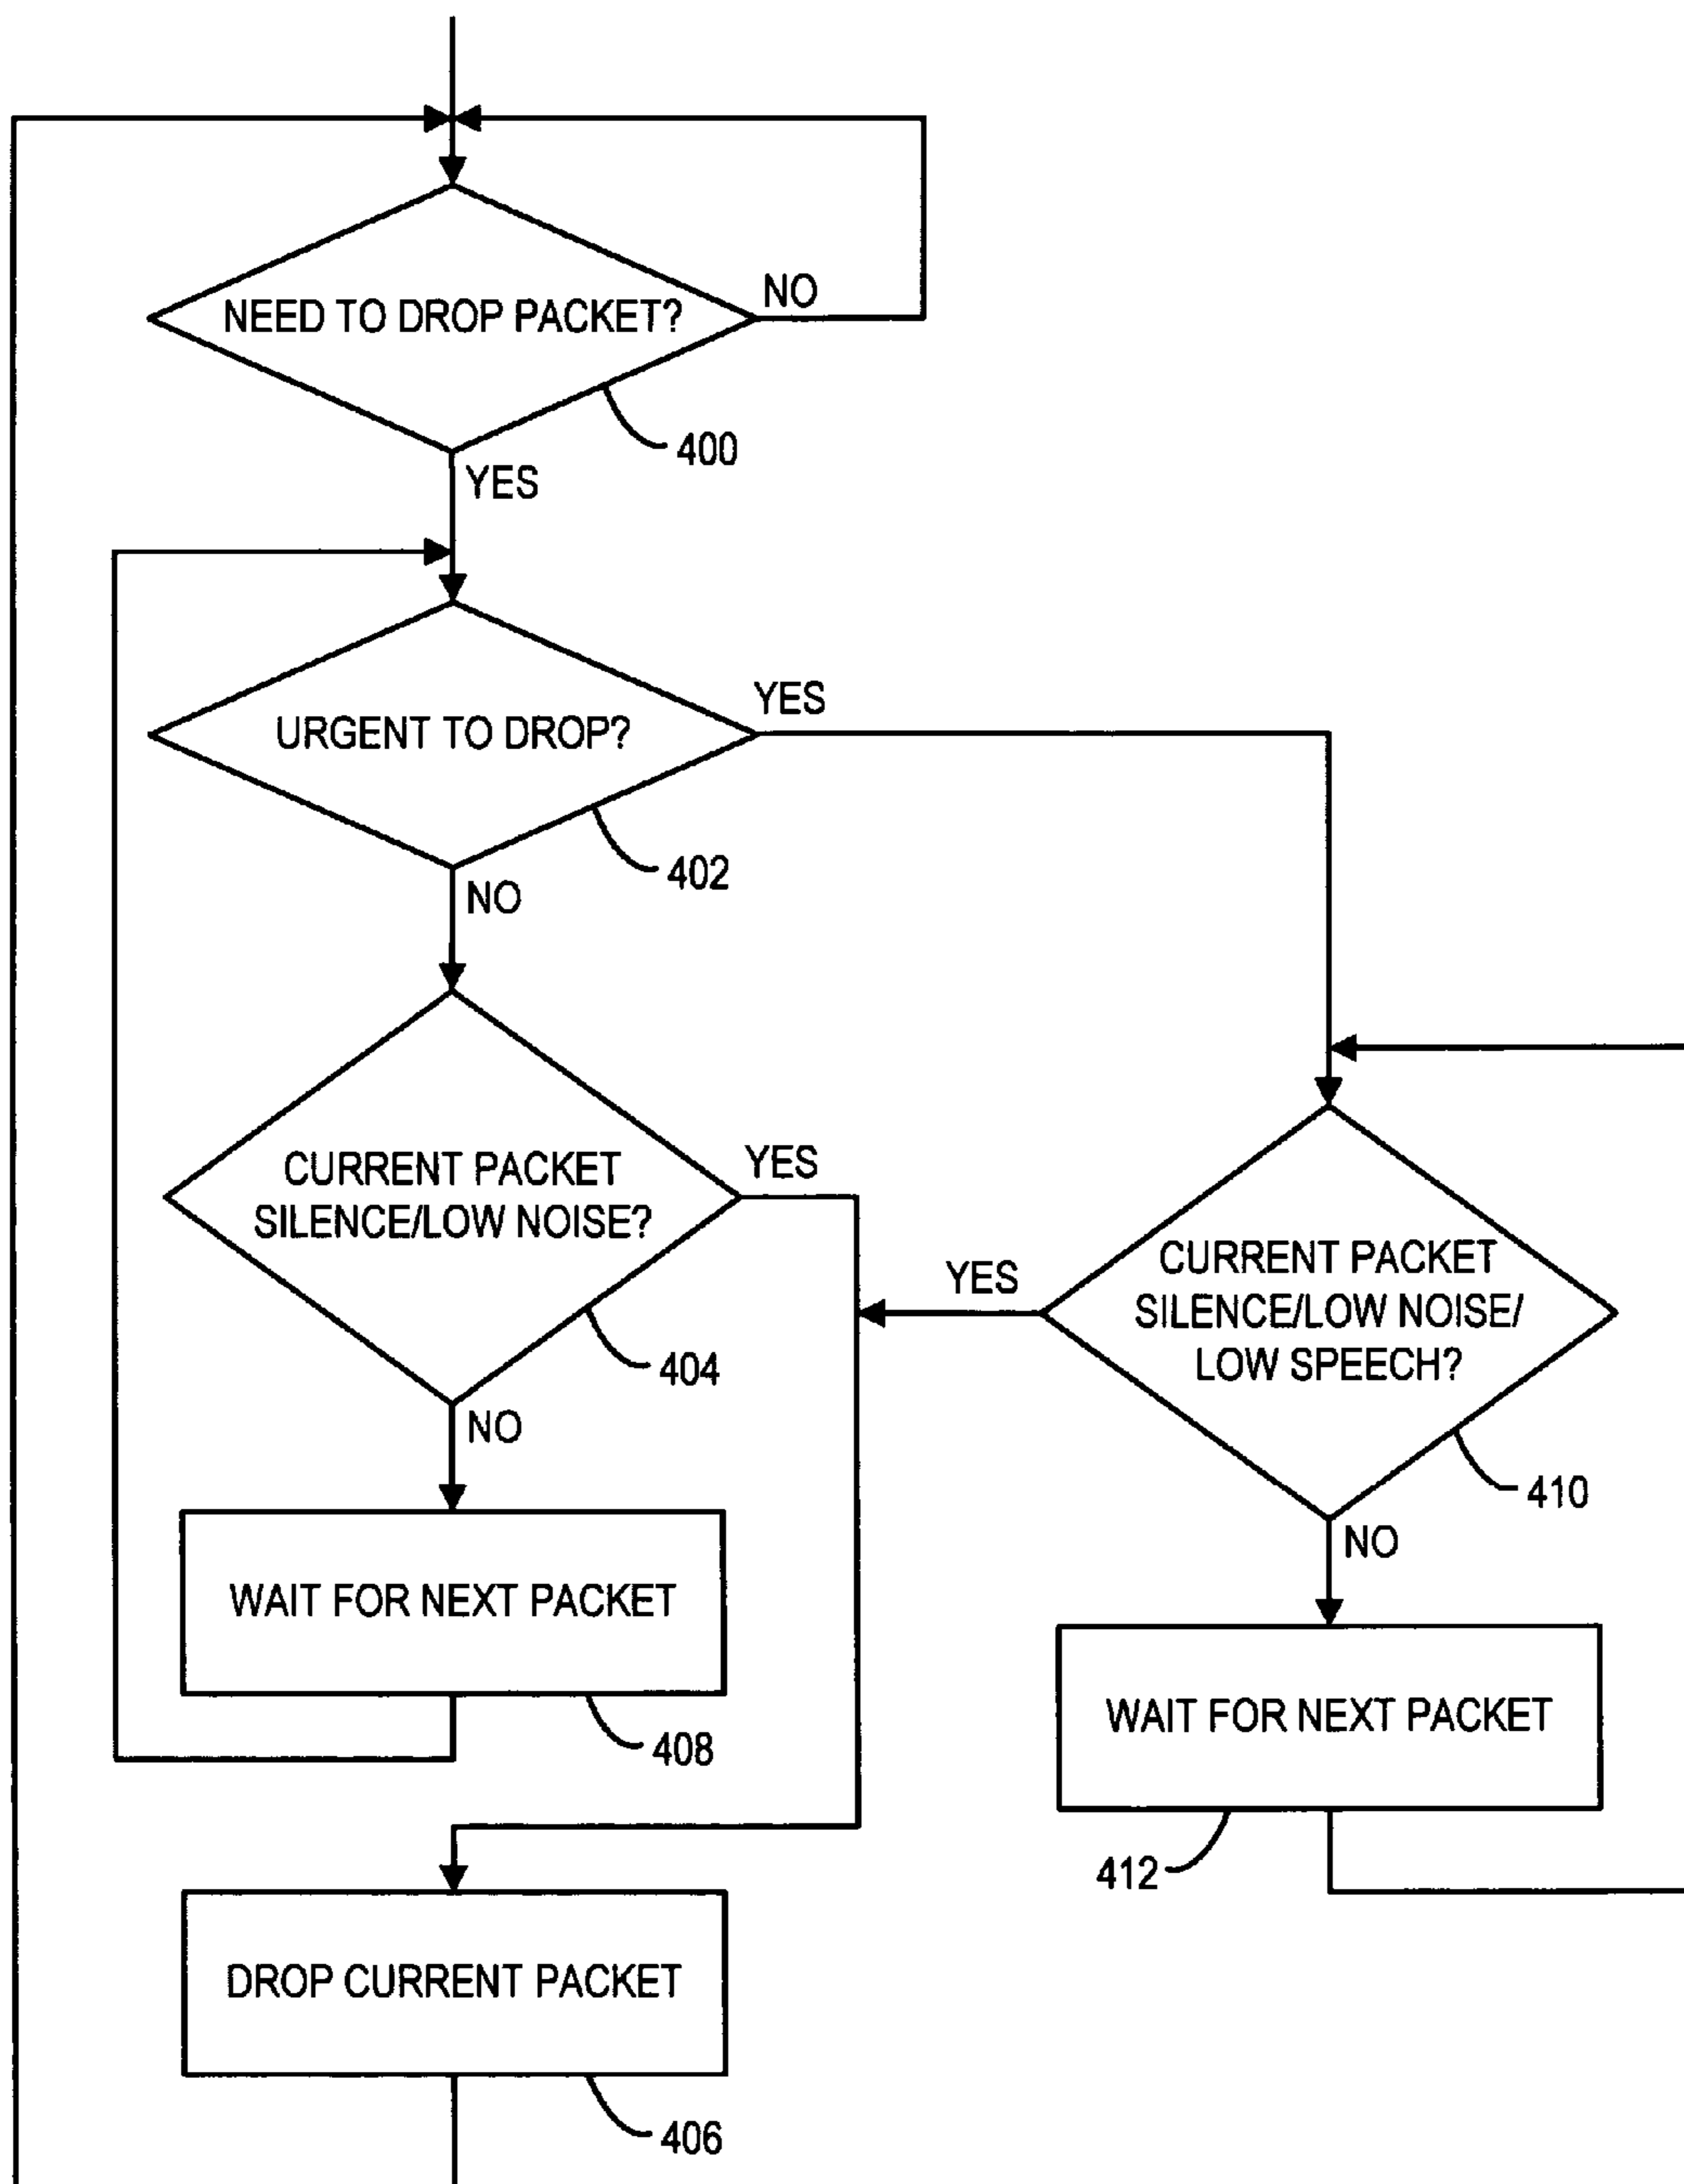 NEED TO DROP PACKET?
NO
400
YES
URGENT TO DROP?
YES
402
NO
CURRENT PACKET
SILENCE/LOW NOISE?
YES
404
NO
CURRENT PACKET
SILENCE/LOW NOISE/
LOW SPEECH?
YES
410
NO
WAIT FOR NEXT PACKET
408
WAIT FOR NEXT PACKET
412
DROP CURRENT PACKET
406